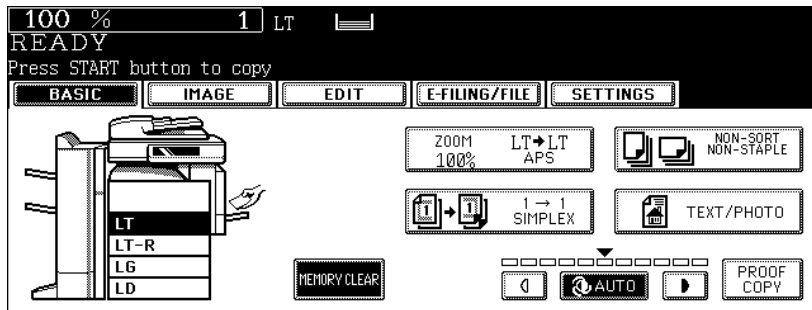 100 % 1 LT
READY
Press START button to copy
BASIC IMAGE EDIT E-FILING/FILE SETTINGS
ZOOM LT→LT
100% APS
NON-SORT
NON-STAPLE
1 1 1 → 1
SIMPLEX
TEXT/PHOTO
LT
LT-R
LG
LD
MEMORY CLEAR
AUTO
PROOF
COPY